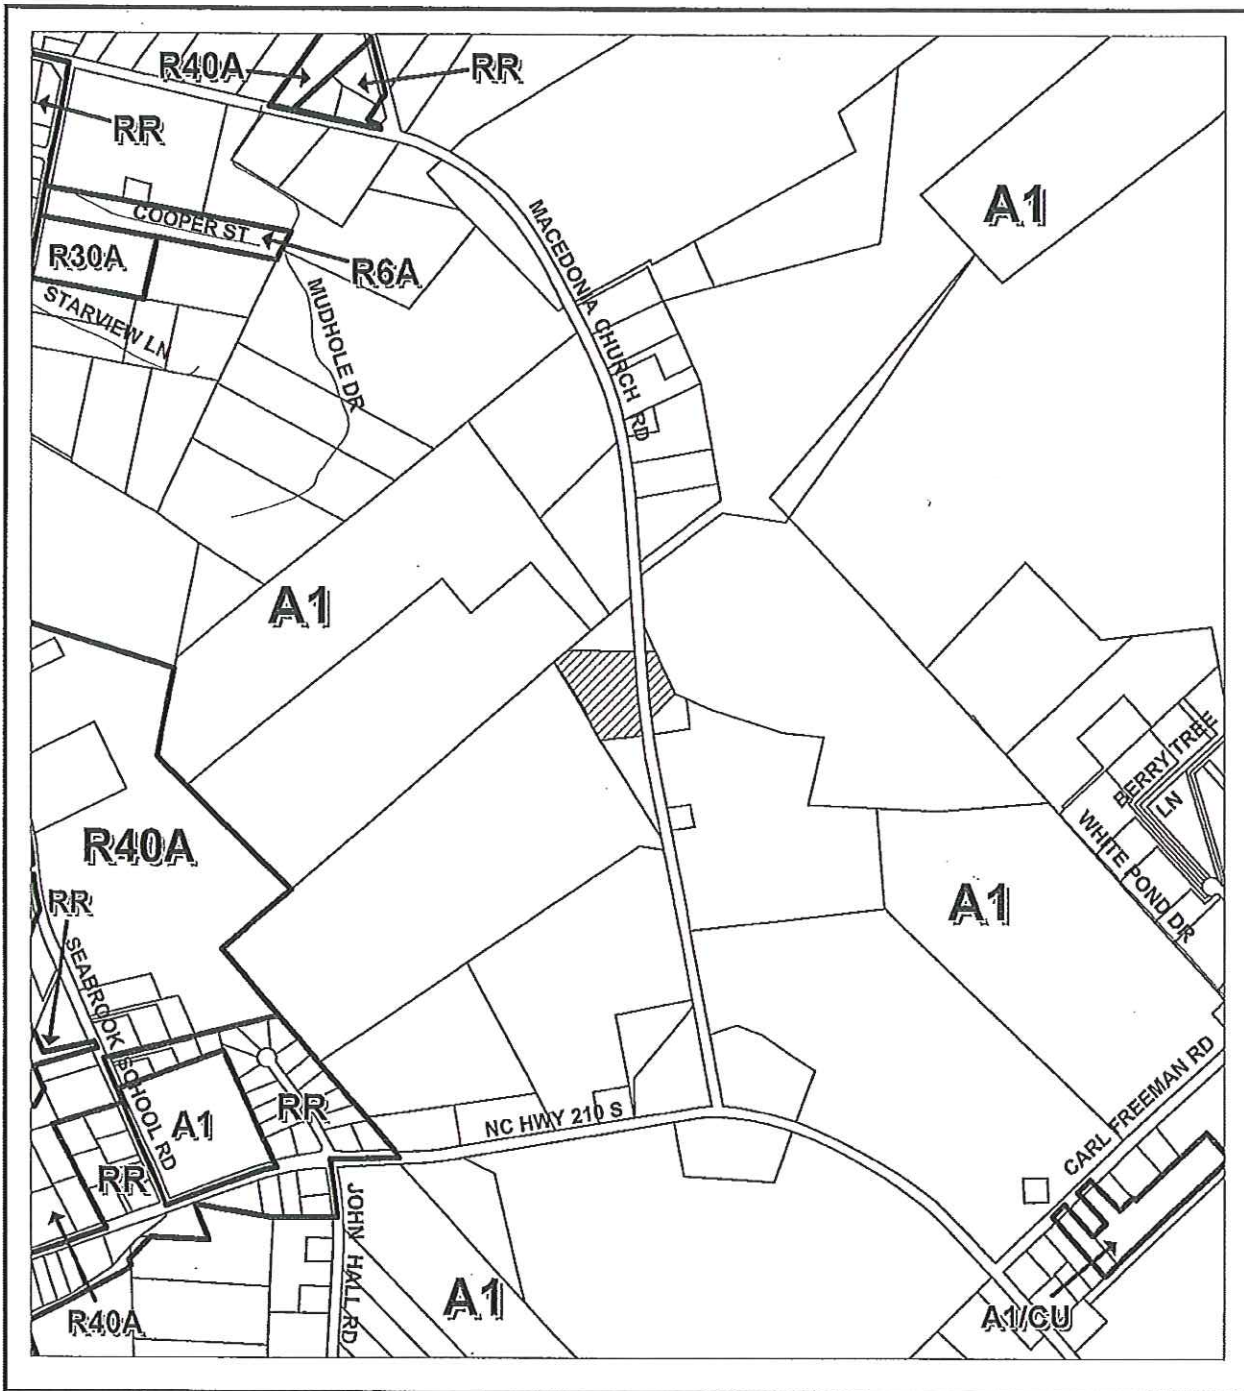 R40A
RR
RR
A1
COOPER ST
R6A
R30A
STARVIEW LN
MUDHOLE DR
MACEDONIA CHURCH RD
A1
R40A
BERRY TREE
LN
WHITE POND DR
A1
RR
SEABROOK SCHOOL RD
A1
RR
RR
NC HWY 210 S
CARL FREEMAN RD
JOHN HALL RD
A1
R40A
A1/CU